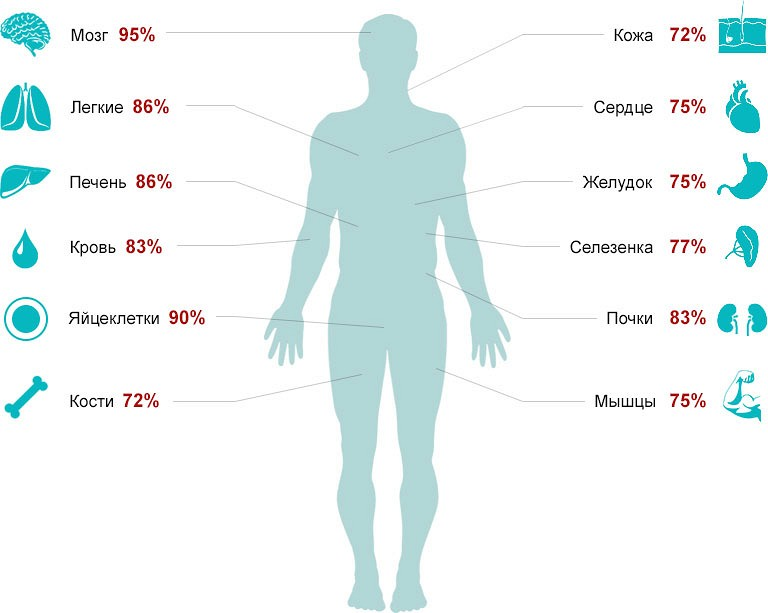 Мозг 95%
Легкие 86%
Печень 86%
Кровь 83%
Яйцеклетки 90%
Кости 72%
Кожа 72%
Сердце 75%
Желудок 75%
Селезенка 77%
Почки 83%
Мышцы 75%